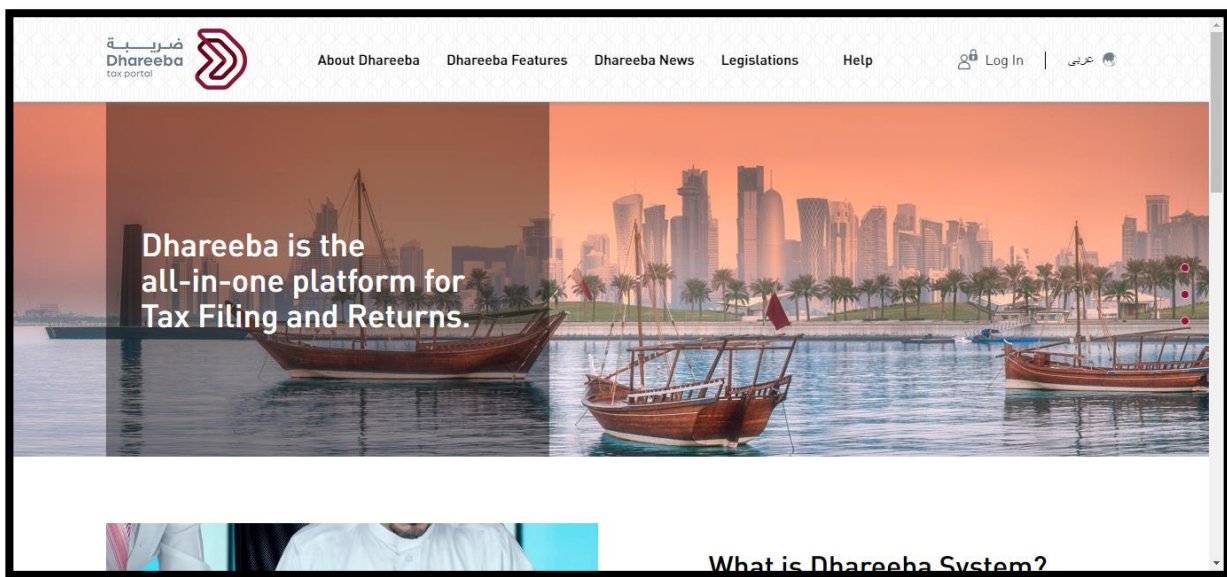 ضريبة
Dhareeba
tax portal
About Dhareeba
Dhareeba Features
Dhareeba News
Legislations
Help
Log In
عربى
Dhareeba is the
all-in-one platform for
Tax Filing and Returns.
What is Dhareeba System?